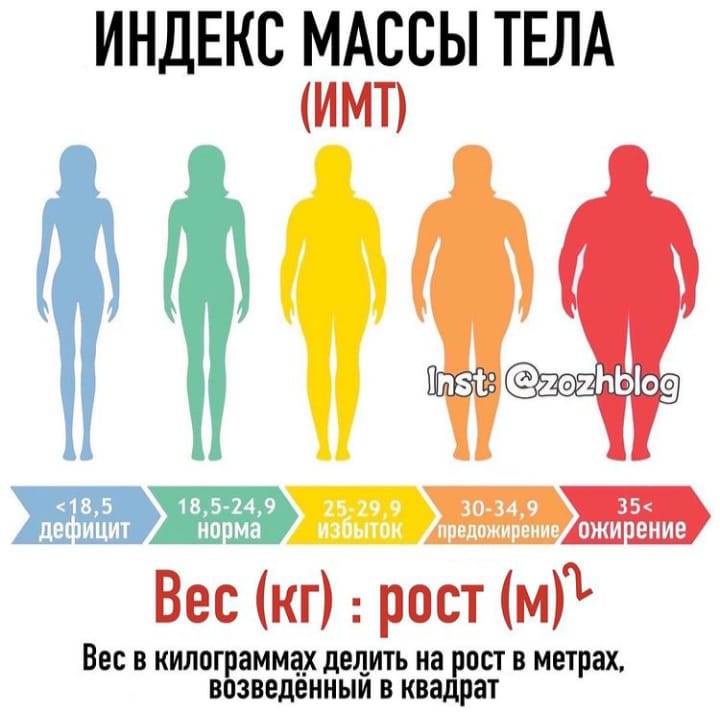 ИНДЕКС МАССЫ ТЕЛА
(ИМТ)
Inst: @zozhblog
<18,5
дефицит
18,5-24,9
норма
25-29,9
избыток
30-34,9
предожирение
35<
ожирение
Вес (кг) : рост (м)²
Вес в килограммах делить на рост в метрах,
возведённый в квадрат